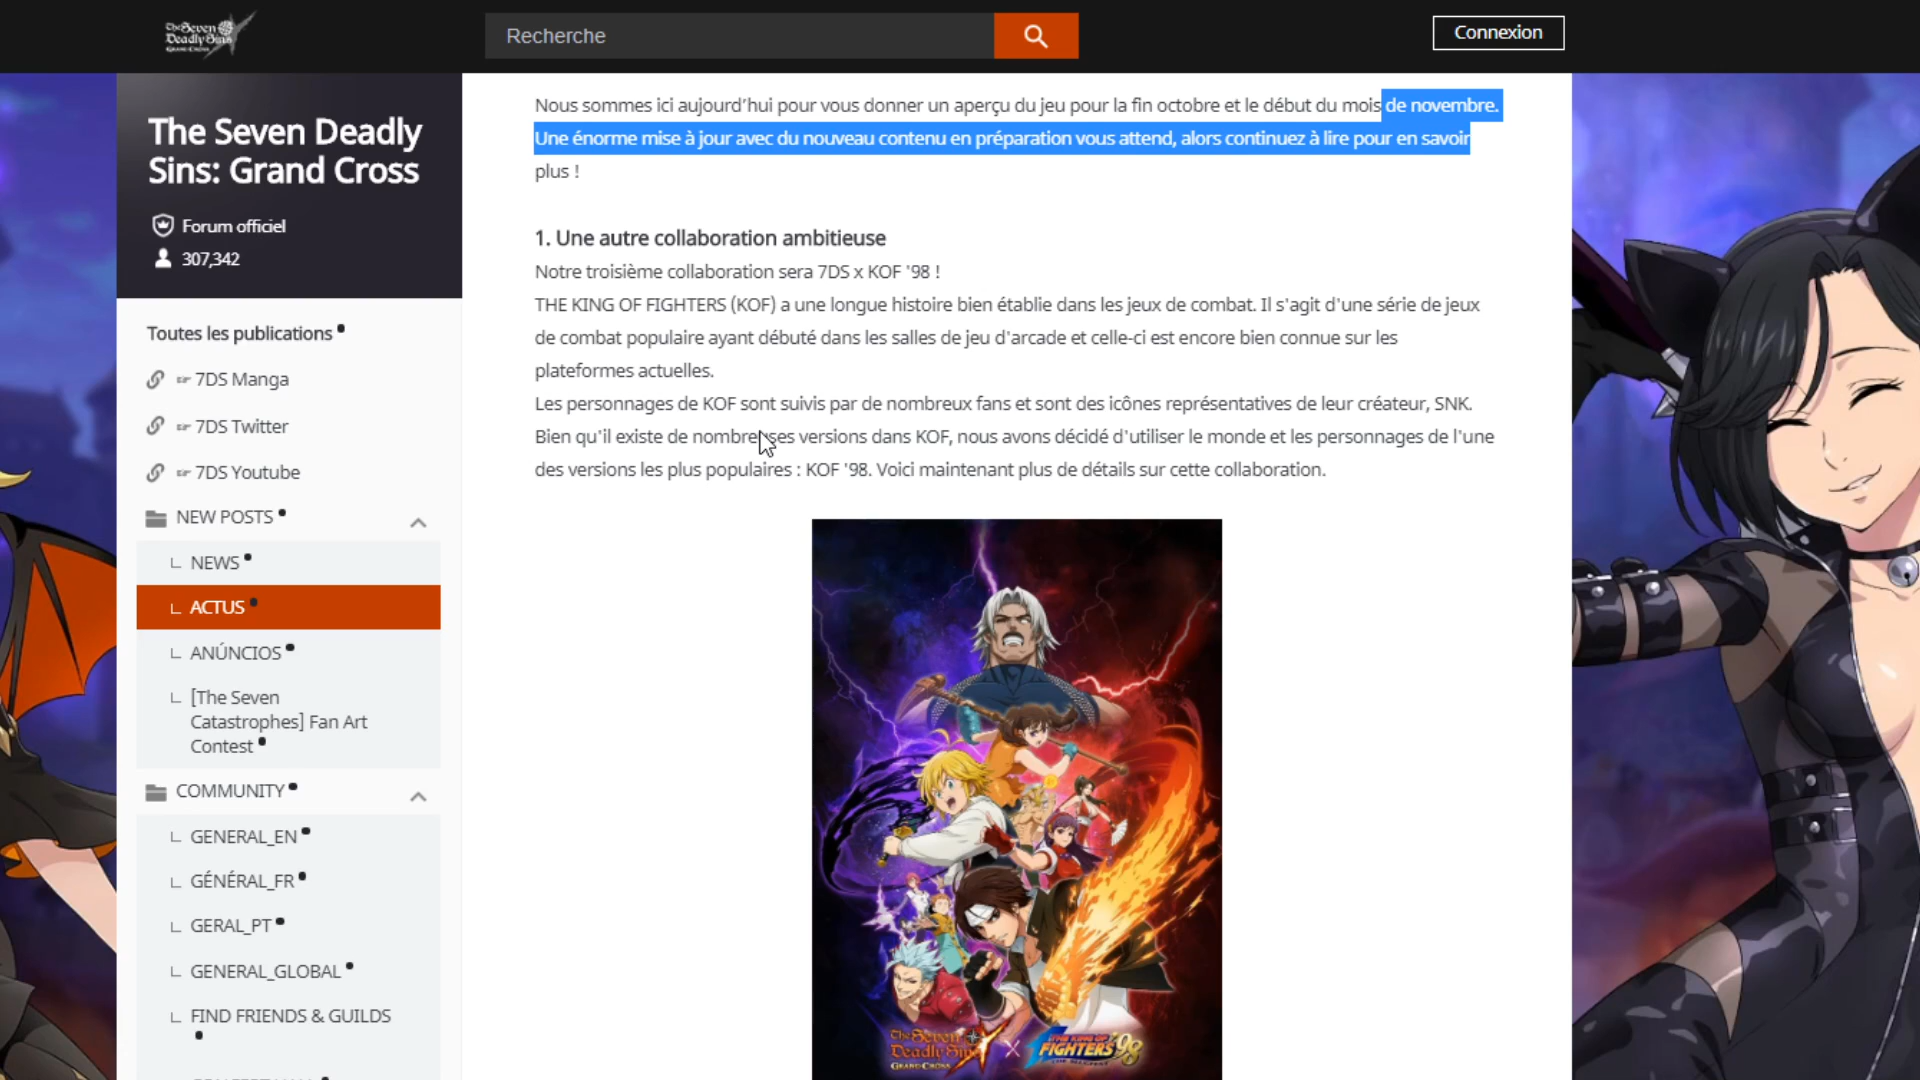 The Seven
Deadly Sins
GRAND CROSS
Recherche
Connexion
The Seven Deadly
Sins: Grand Cross
Forum officiel
307,342
Toutes les publications
☞ 7DS Manga
☞ 7DS Twitter
☞ 7DS Youtube
NEW POSTS
NEWS
ACTUS
ANÚNCIOS
[The Seven
Catastrophes] Fan Art
Contest
COMMUNITY
GENERAL_EN
GÉNÉRAL_FR
GERAL_PT
GENERAL_GLOBAL
FIND FRIENDS & GUILDS
Nous sommes ici aujourd'hui pour vous donner un aperçu du jeu pour la fin octobre et le début du mois de novembre.
Une énorme mise à jour avec du nouveau contenu en préparation vous attend, alors continuez à lire pour en savoir
plus !
1. Une autre collaboration ambitieuse
Notre troisième collaboration sera 7DS x KOF '98 !
THE KING OF FIGHTERS (KOF) a une longue histoire bien établie dans les jeux de combat. Il s'agit d'une série de jeux
de combat populaire ayant débuté dans les salles de jeu d'arcade et celle-ci est encore bien connue sur les
plateformes actuelles.
Les personnages de KOF sont suivis par de nombreux fans et sont des icônes représentatives de leur créateur, SNK.
Bien qu'il existe de nombreuses versions dans KOF, nous avons décidé d'utiliser le monde et les personnages de l'une
des versions les plus populaires : KOF '98. Voici maintenant plus de détails sur cette collaboration.
The Seven
Deadly Sins
GRAND CROSS
X
THE KING OF
FIGHTERS '98